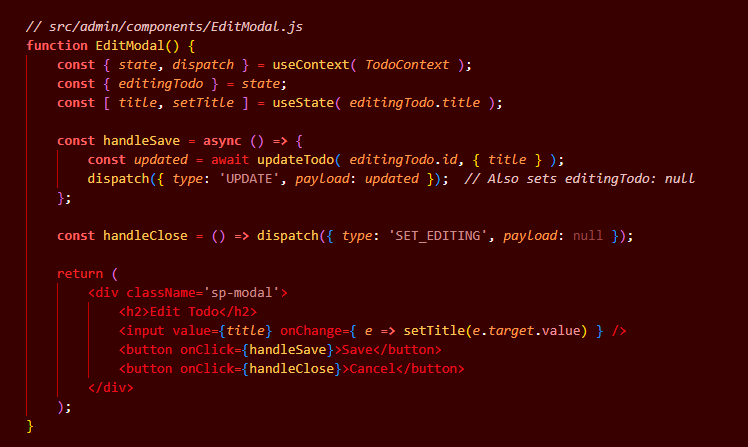 // src/admin/components/EditModal.js
function EditModal() {
    const { state, dispatch } = useContext( TodoContext );
    const { editingTodo } = state;
    const [ title, setTitle ] = useState( editingTodo.title );

    const handleSave = async () => {
        const updated = await updateTodo( editingTodo.id, { title } );
        dispatch({ type: 'UPDATE', payload: updated });  // Also sets editingTodo: null
    };

    const handleClose = () => dispatch({ type: 'SET_EDITING', payload: null });

    return (
        <div className='sp-modal'>
            <h2>Edit Todo</h2>
            <input value={title} onChange={ e => setTitle(e.target.value) } />
            <button onClick={handleSave}>Save</button>
            <button onClick={handleClose}>Cancel</button>
        </div>
    );
}